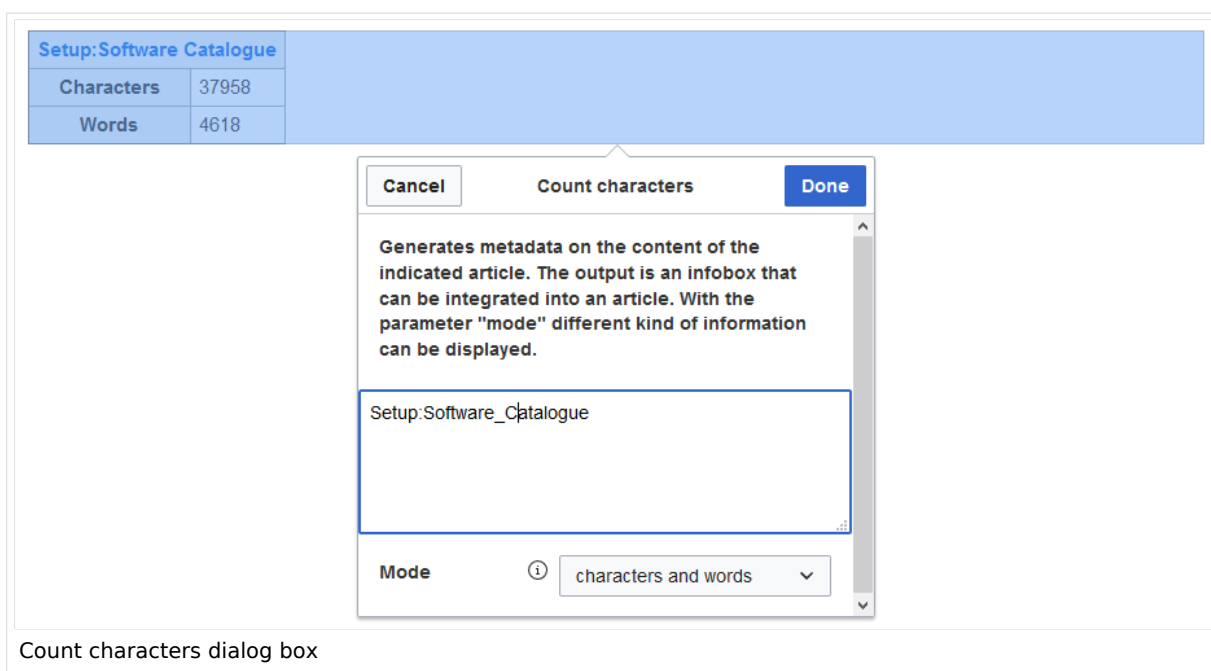 Setup:Software Catalogue
Characters 37958
Words 4618
Cancel Count characters Done
Generates metadata on the content of the
indicated article. The output is an infobox that
can be integrated into an article. With the
parameter "mode" different kind of information
can be displayed.
Setup:Software_Catalogue
Mode characters and words
Count characters dialog box